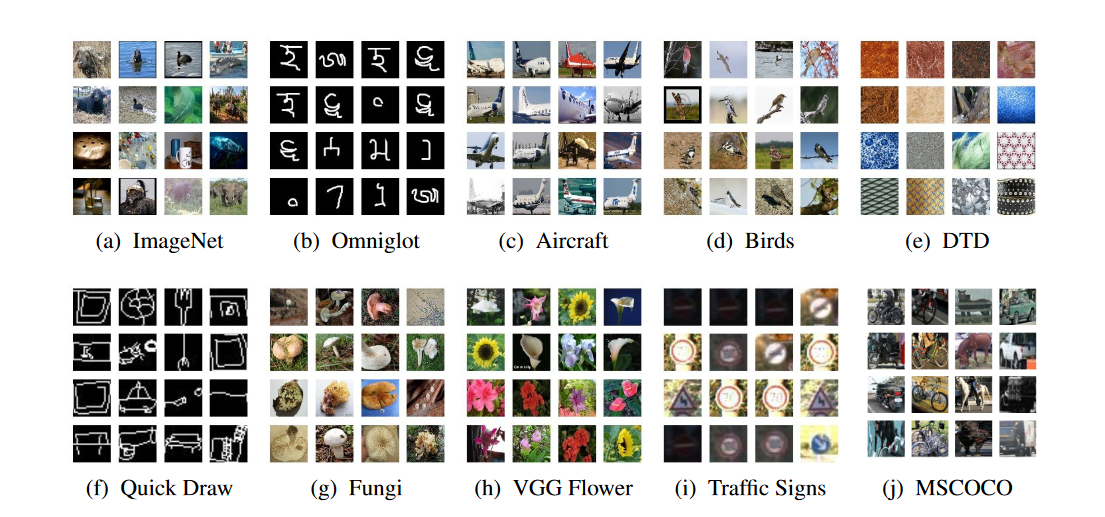 (a) ImageNet
(b) Omniglot
(c) Aircraft
(d) Birds
(e) DTD
(f) Quick Draw
(g) Fungi
(h) VGG Flower
(i) Traffic Signs
(j) MSCOCO